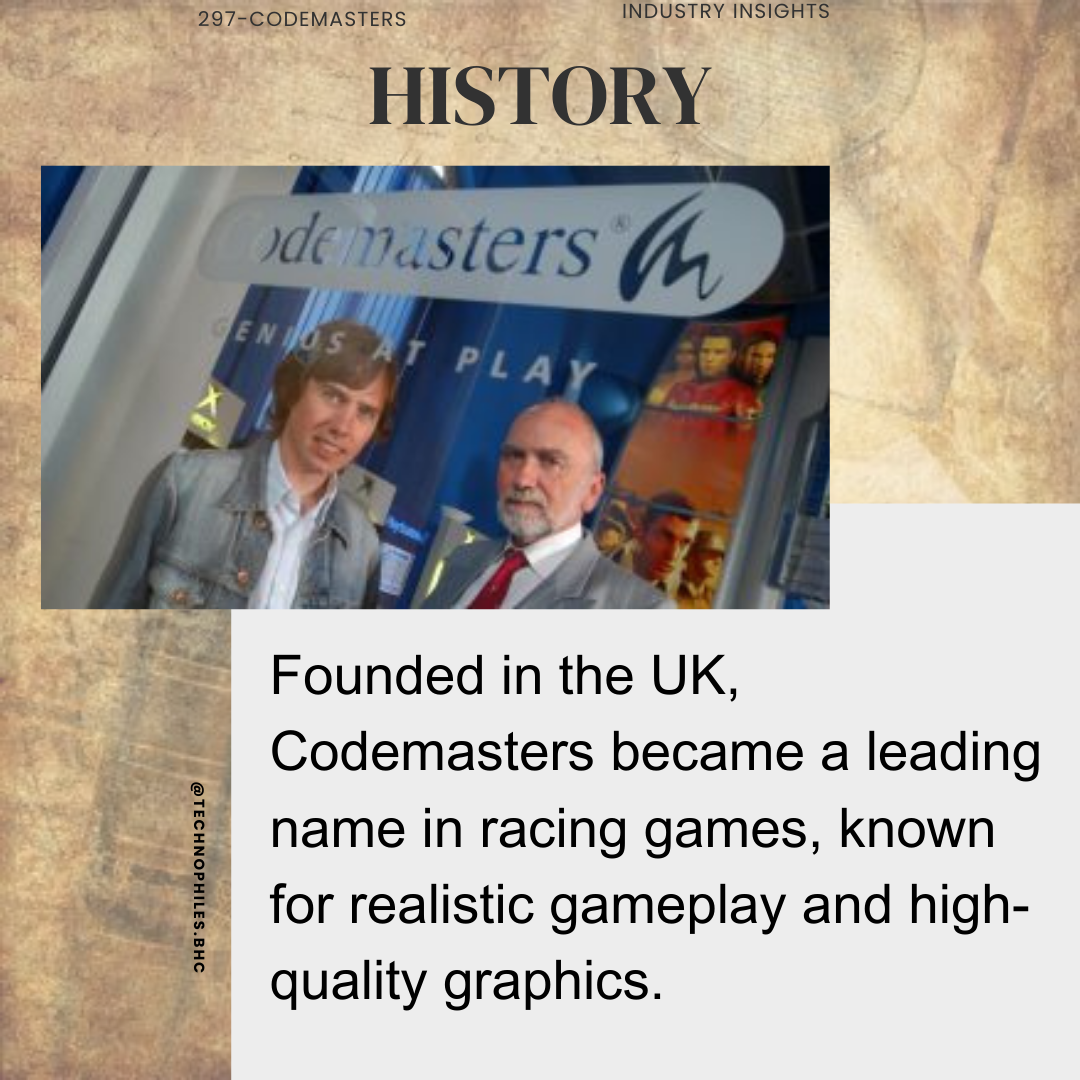 297-CODEMASTERS
INDUSTRY INSIGHTS
HISTORY
Codemasters®
GENIUS AT PLAY
Founded in the UK,
Codemasters became a leading
name in racing games, known
for realistic gameplay and high-
quality graphics.
@TECHNOPHILES.BHC